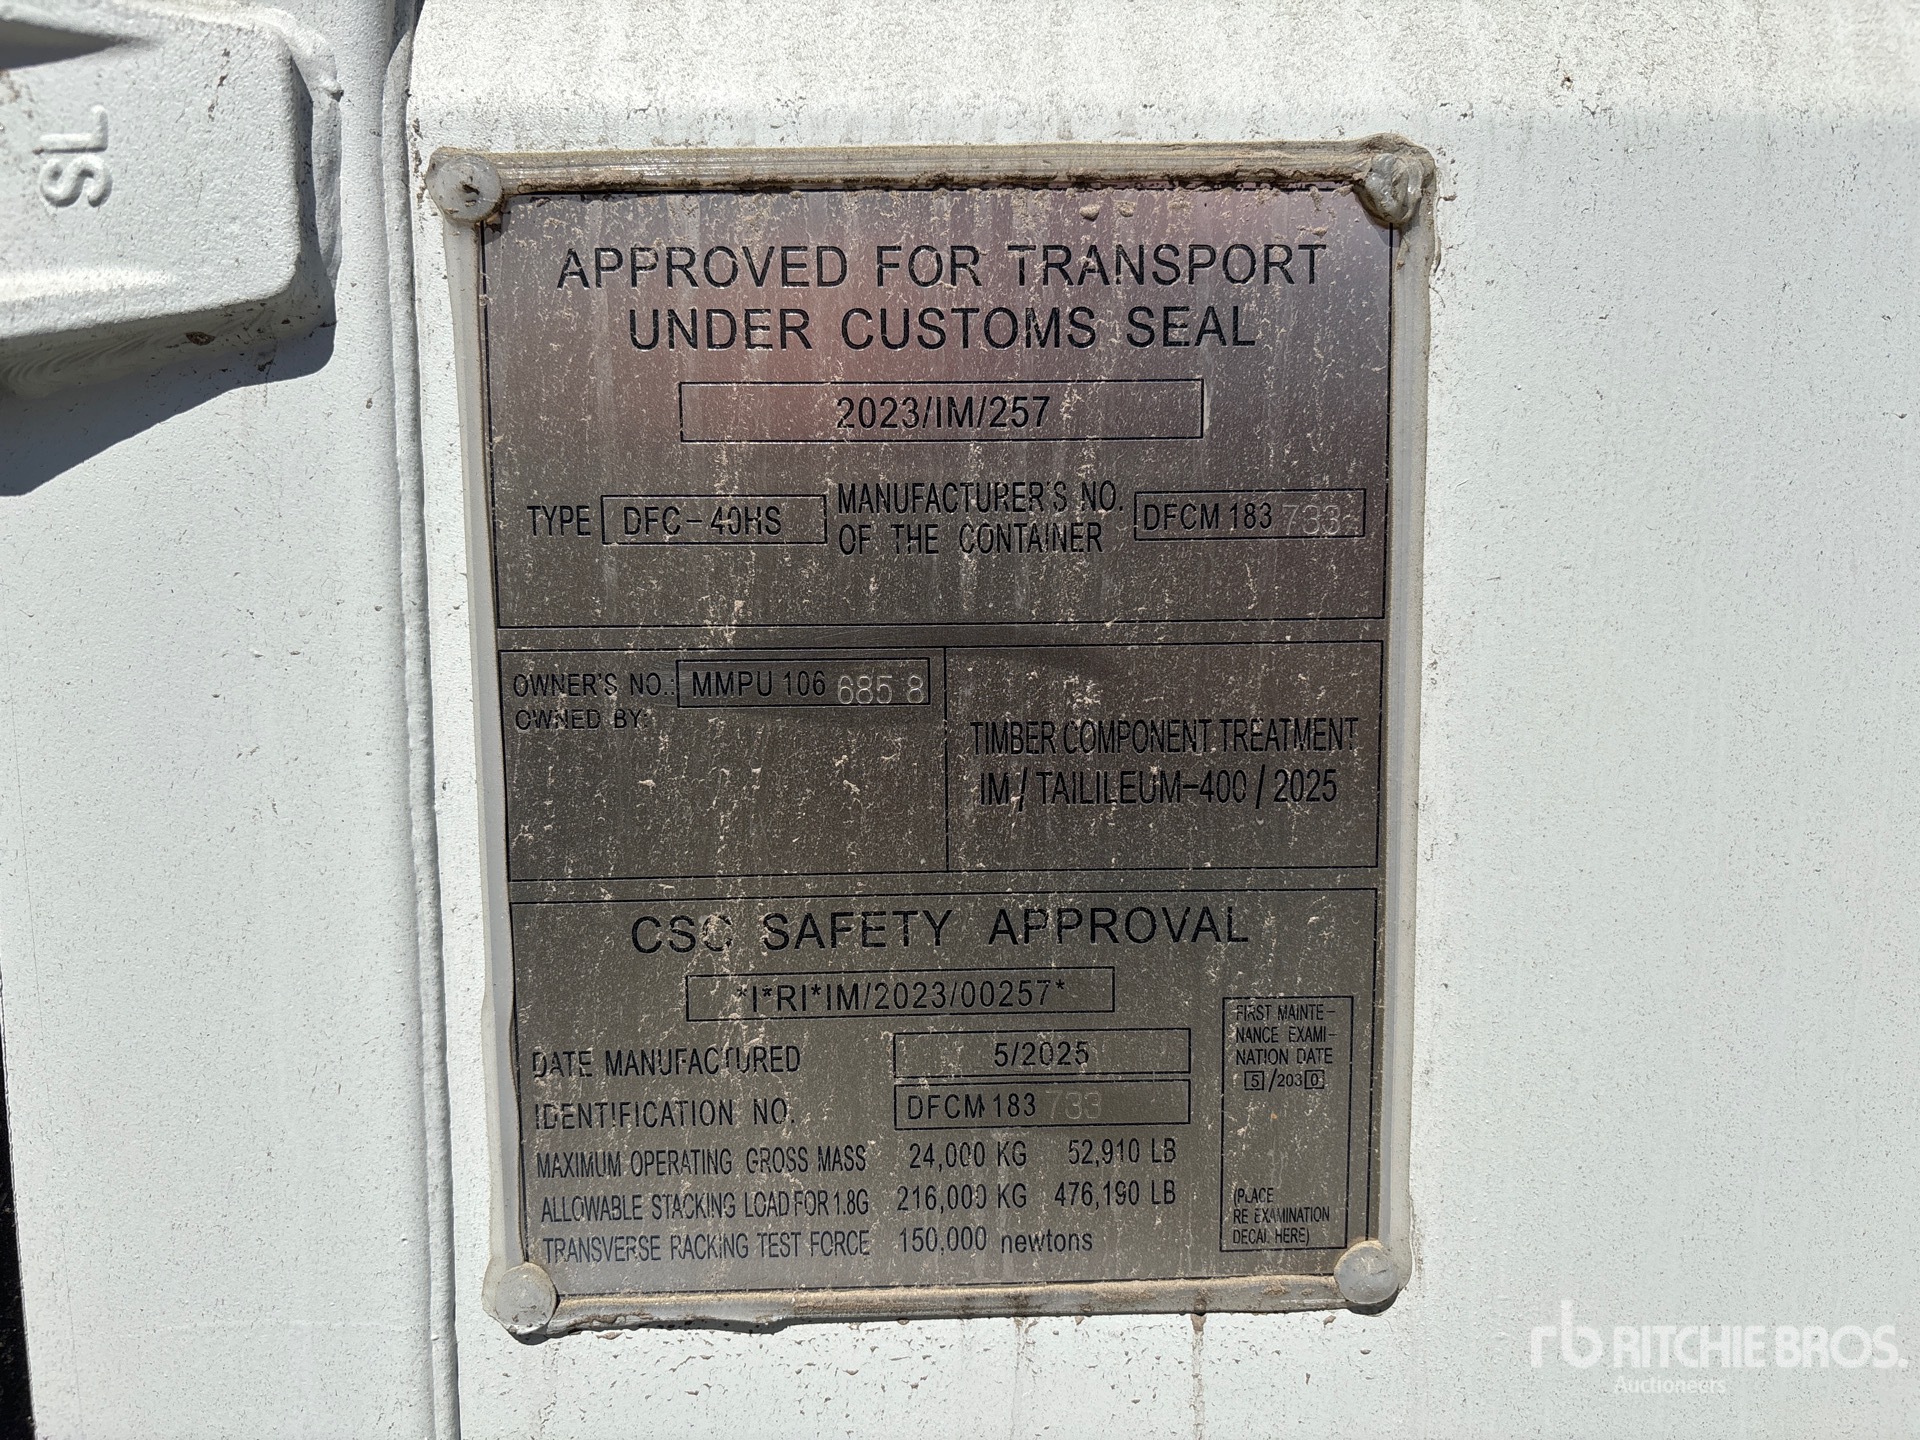 SL
APPROVED FOR TRANSPORT
UNDER CUSTOMS SEAL
2023/IM/257
TYPE DFC-40HS MANUFACTURER'S NO. OF THE CONTAINER DFCM 183 733
OWNER'S NO.: MMPU 106 685 8
OWNED BY:
TIMBER COMPONENT TREATMENT
IM/TAILILEUM-400/2025
CSC SAFETY APPROVAL
*I*RI*IM/2023/00257*
DATE MANUFACTURED 5/2025
IDENTIFICATION NO. DFCM 183 733
MAXIMUM OPERATING GROSS MASS 24,000 KG 52,910 LB
ALLOWABLE STACKING LOAD FOR 1.8G 216,000 KG 476,190 LB
TRANSVERSE RACKING TEST FORCE 150,000 newtons
FIRST MAINTE-
NANCE EXAMI-
NATION DATE
5/2030
(PLACE
RE EXAMINATION
DECAL HERE)
rb RITCHIE BROS.
Auctioneers